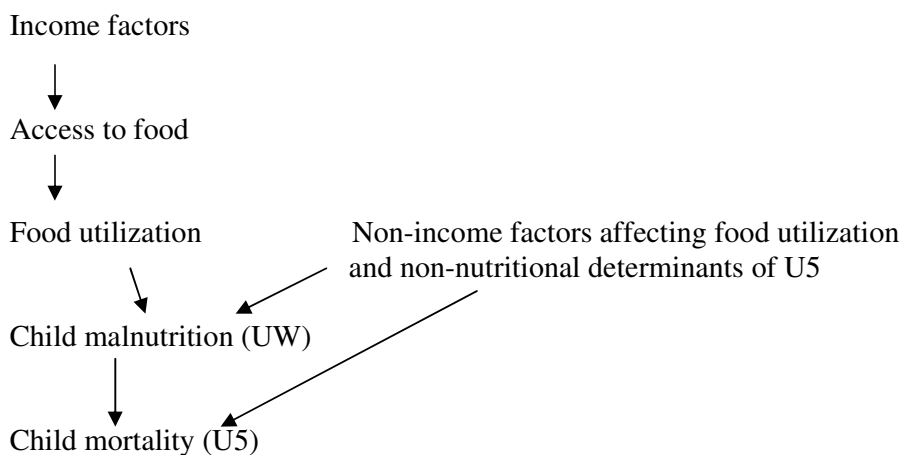 Income factors
Access to food
Food utilization
Non-income factors affecting food utilization
and non-nutritional determinants of U5
Child malnutrition (UW)
Child mortality (U5)